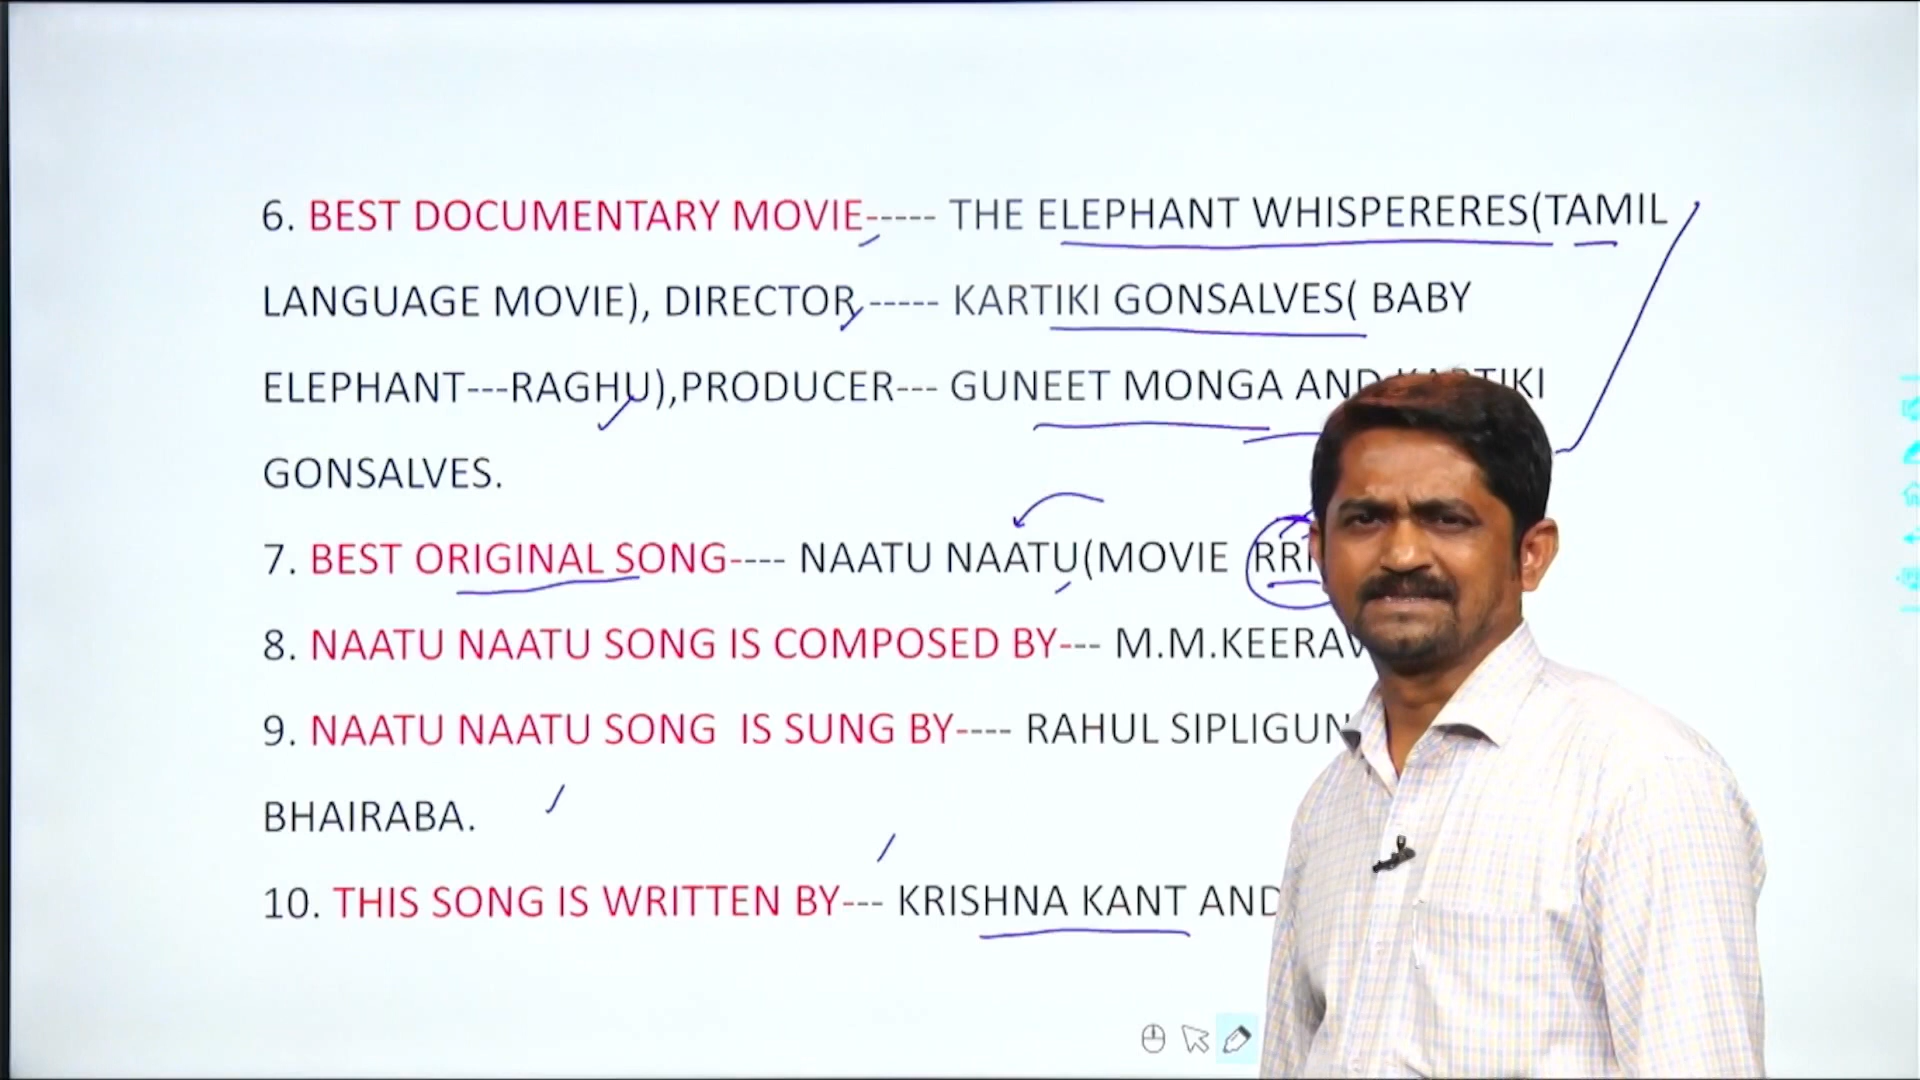 6. BEST DOCUMENTARY MOVIE----- THE ELEPHANT WHISPERERES(TAMIL
LANGUAGE MOVIE), DIRECTOR ----- KARTIKI GONSALVES( BABY
ELEPHANT---RAGHU),PRODUCER--- GUNEET MONGA AND KARTIKI
GONSALVES.
7. BEST ORIGINAL SONG---- NAATU NAATU(MOVIE
8. NAATU NAATU SONG IS COMPOSED BY--- M.M.
9. NAATU NAATU SONG IS SUNG BY---- RAHUL
BHAIRABA.
10. THIS SONG IS WRITTEN BY--- KRISHNA KANT AND